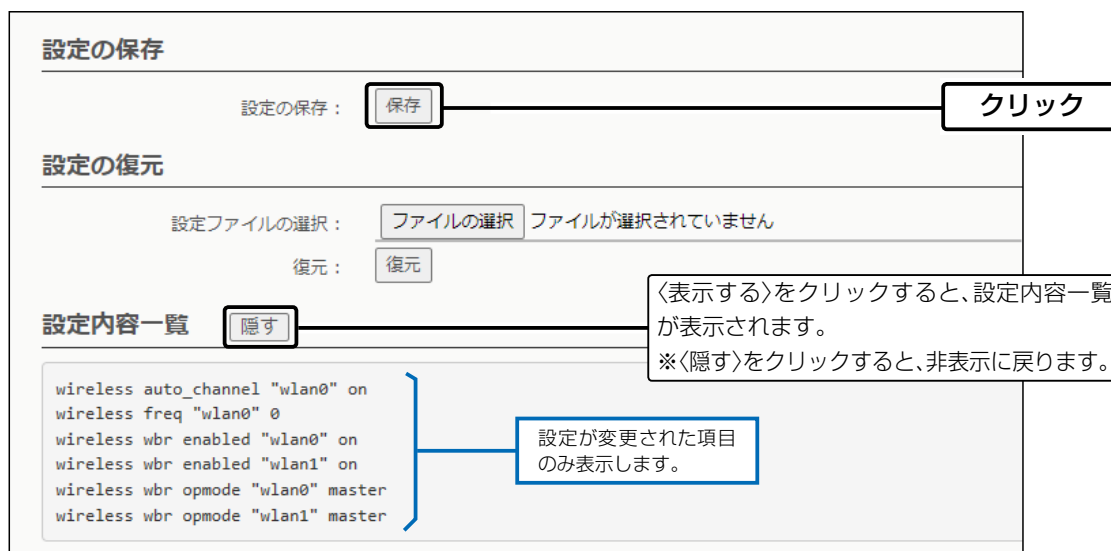 設定の保存
設定の保存： 保存
クリック
設定の復元
設定ファイルの選択： ファイルの選択 ファイルが選択されていません
復元： 復元
設定内容一覧 隠す
〈表示する〉をクリックすると、設定内容一覧
が表示されます。
※〈隠す〉をクリックすると、非表示に戻ります。
wireless auto_channel "wlan0" on
wireless freq "wlan0" 0
wireless wbr enabled "wlan0" on
wireless wbr enabled "wlan1" on
wireless wbr opmode "wlan0" master
wireless wbr opmode "wlan1" master
設定が変更された項目
のみ表示します。